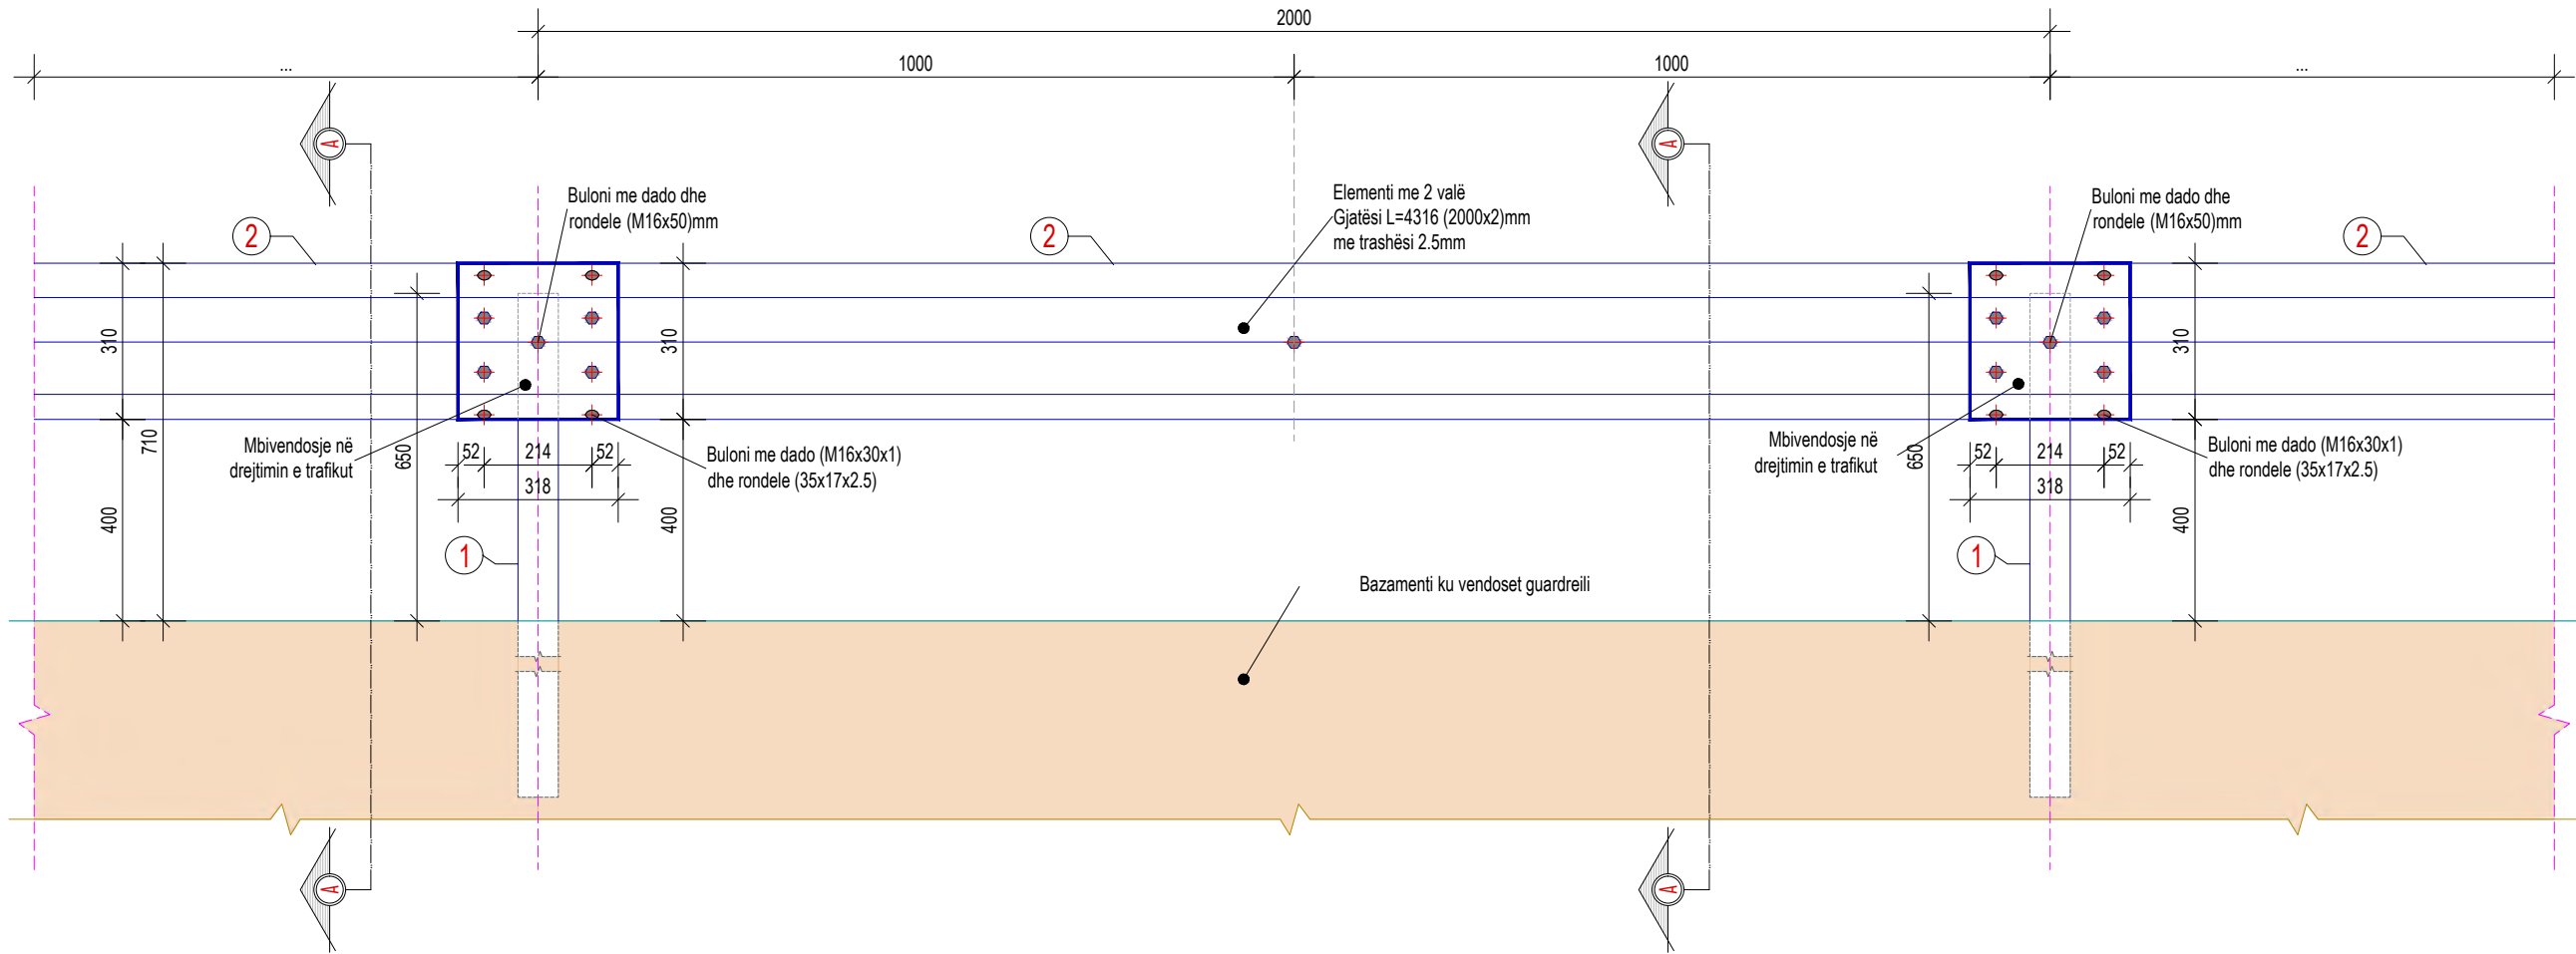 2000
...
1000
1000
...
A
A
Buloni me dado dhe
rondele (M16x50)mm
Elementi me 2 valë
Gjatësi L=4316 (2000x2)mm
me trashësi 2.5mm
Buloni me dado dhe
rondele (M16x50)mm
2
2
2
310
310
310
710
650
650
Mbivendosje në
drejtimin e trafikut
52
214
52
318
Buloni me dado (M16x30x1)
dhe rondele (35x17x2.5)
Mbivendosje në
drejtimin e trafikut
52
214
52
318
Buloni me dado (M16x30x1)
dhe rondele (35x17x2.5)
400
400
400
1
1
Bazamenti ku vendoset guardreili
A
A